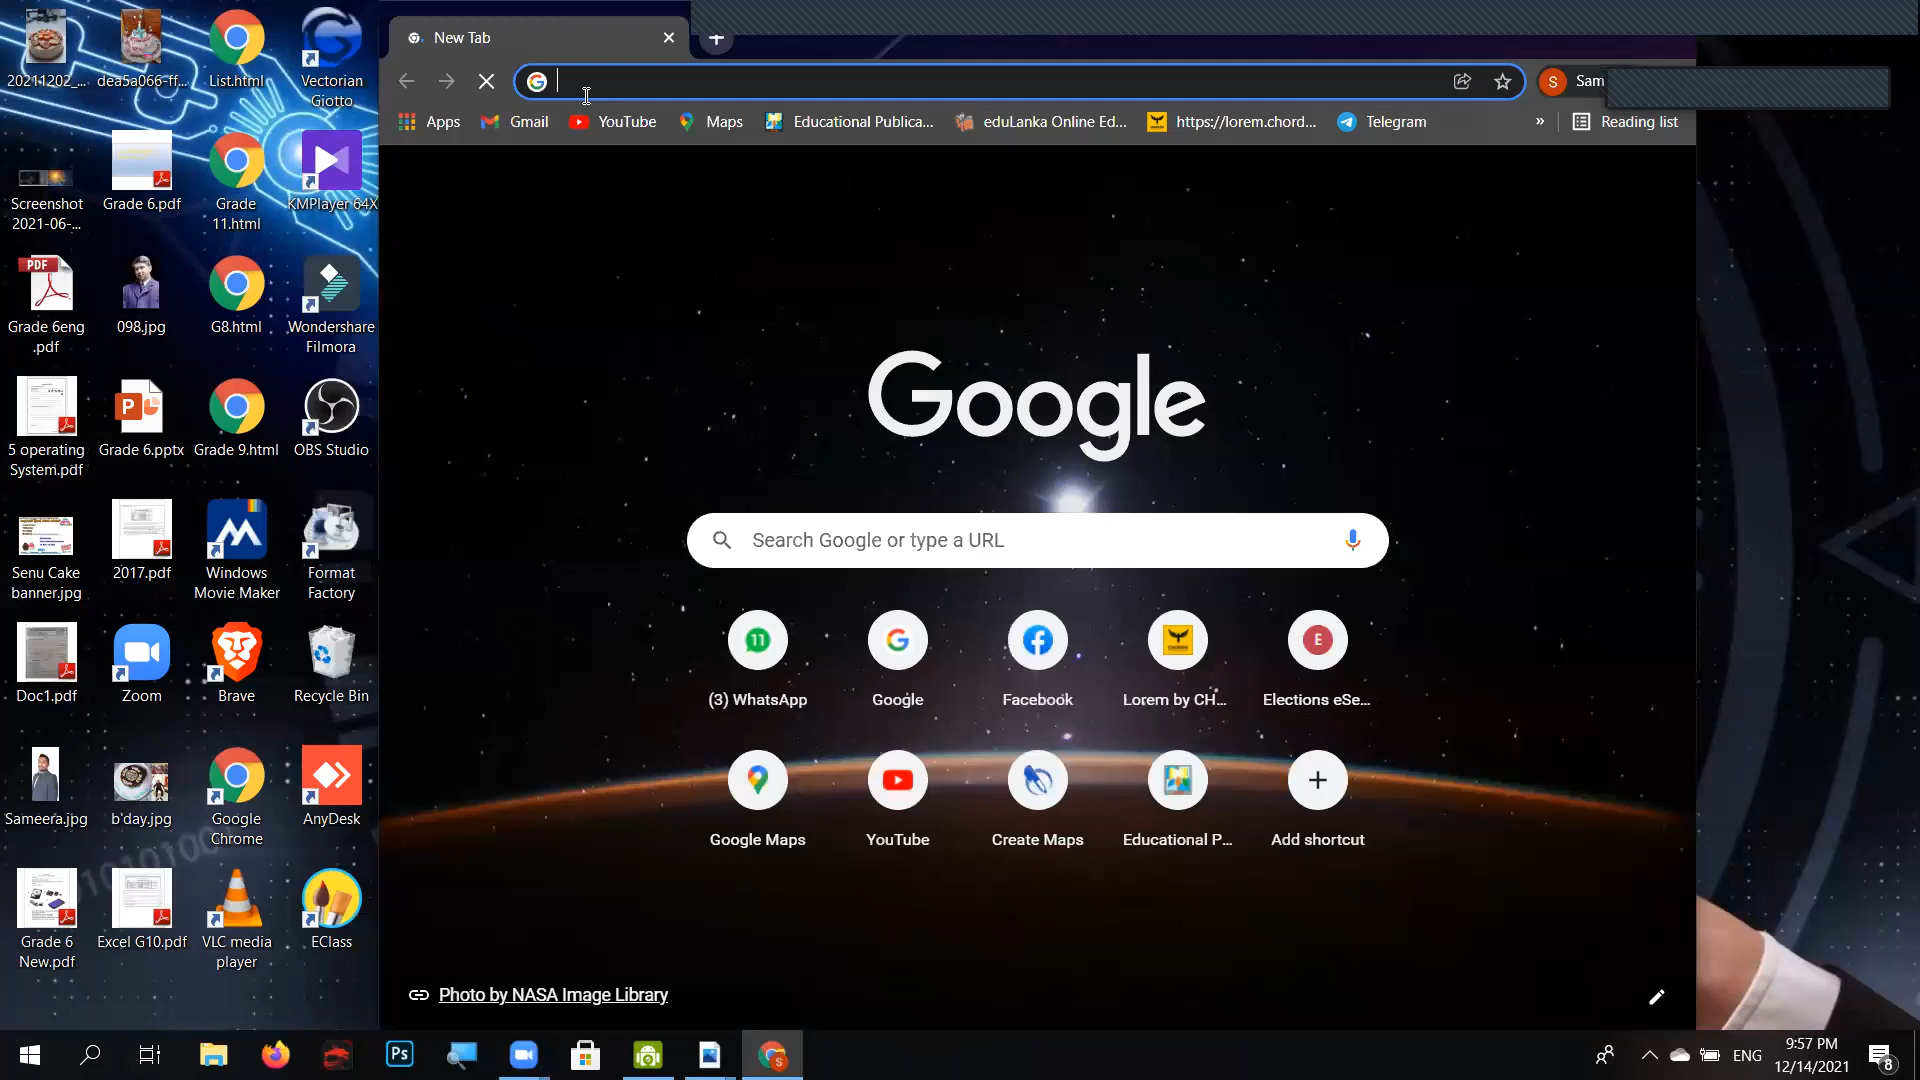 20211202_...
dea5a066-ff...
List.html
Vectorian
Giotto
Screenshot
2021-06-...
Grade 6.pdf
Grade
11.html
KMPlayer 64X
PDF
Grade 6eng
.pdf
098.jpg
G8.html
Wondershare
Filmora
5 operating
System.pdf
Grade 6.pptx
Grade 9.html
OBS Studio
Senu Cake
banner.jpg
2017.pdf
Windows
Movie Maker
Format
Factory
Doc1.pdf
Zoom
Brave
Recycle Bin
Sameera.jpg
b'day.jpg
Google
Chrome
AnyDesk
Grade 6
New.pdf
Excel G10.pdf
VLC media
player
EClass
New Tab
S Sam
Apps Gmail YouTube Maps Educational Publica... eduLanka Online Ed... https://lorem.chord... Telegram » Reading list
Google
Search Google or type a URL
11
E
(3) WhatsApp Google Facebook Lorem by CH... Elections eSe...
Google Maps YouTube Create Maps Educational P... Add shortcut
Photo by NASA Image Library
Ps
ENG
9:57 PM
12/14/2021
8